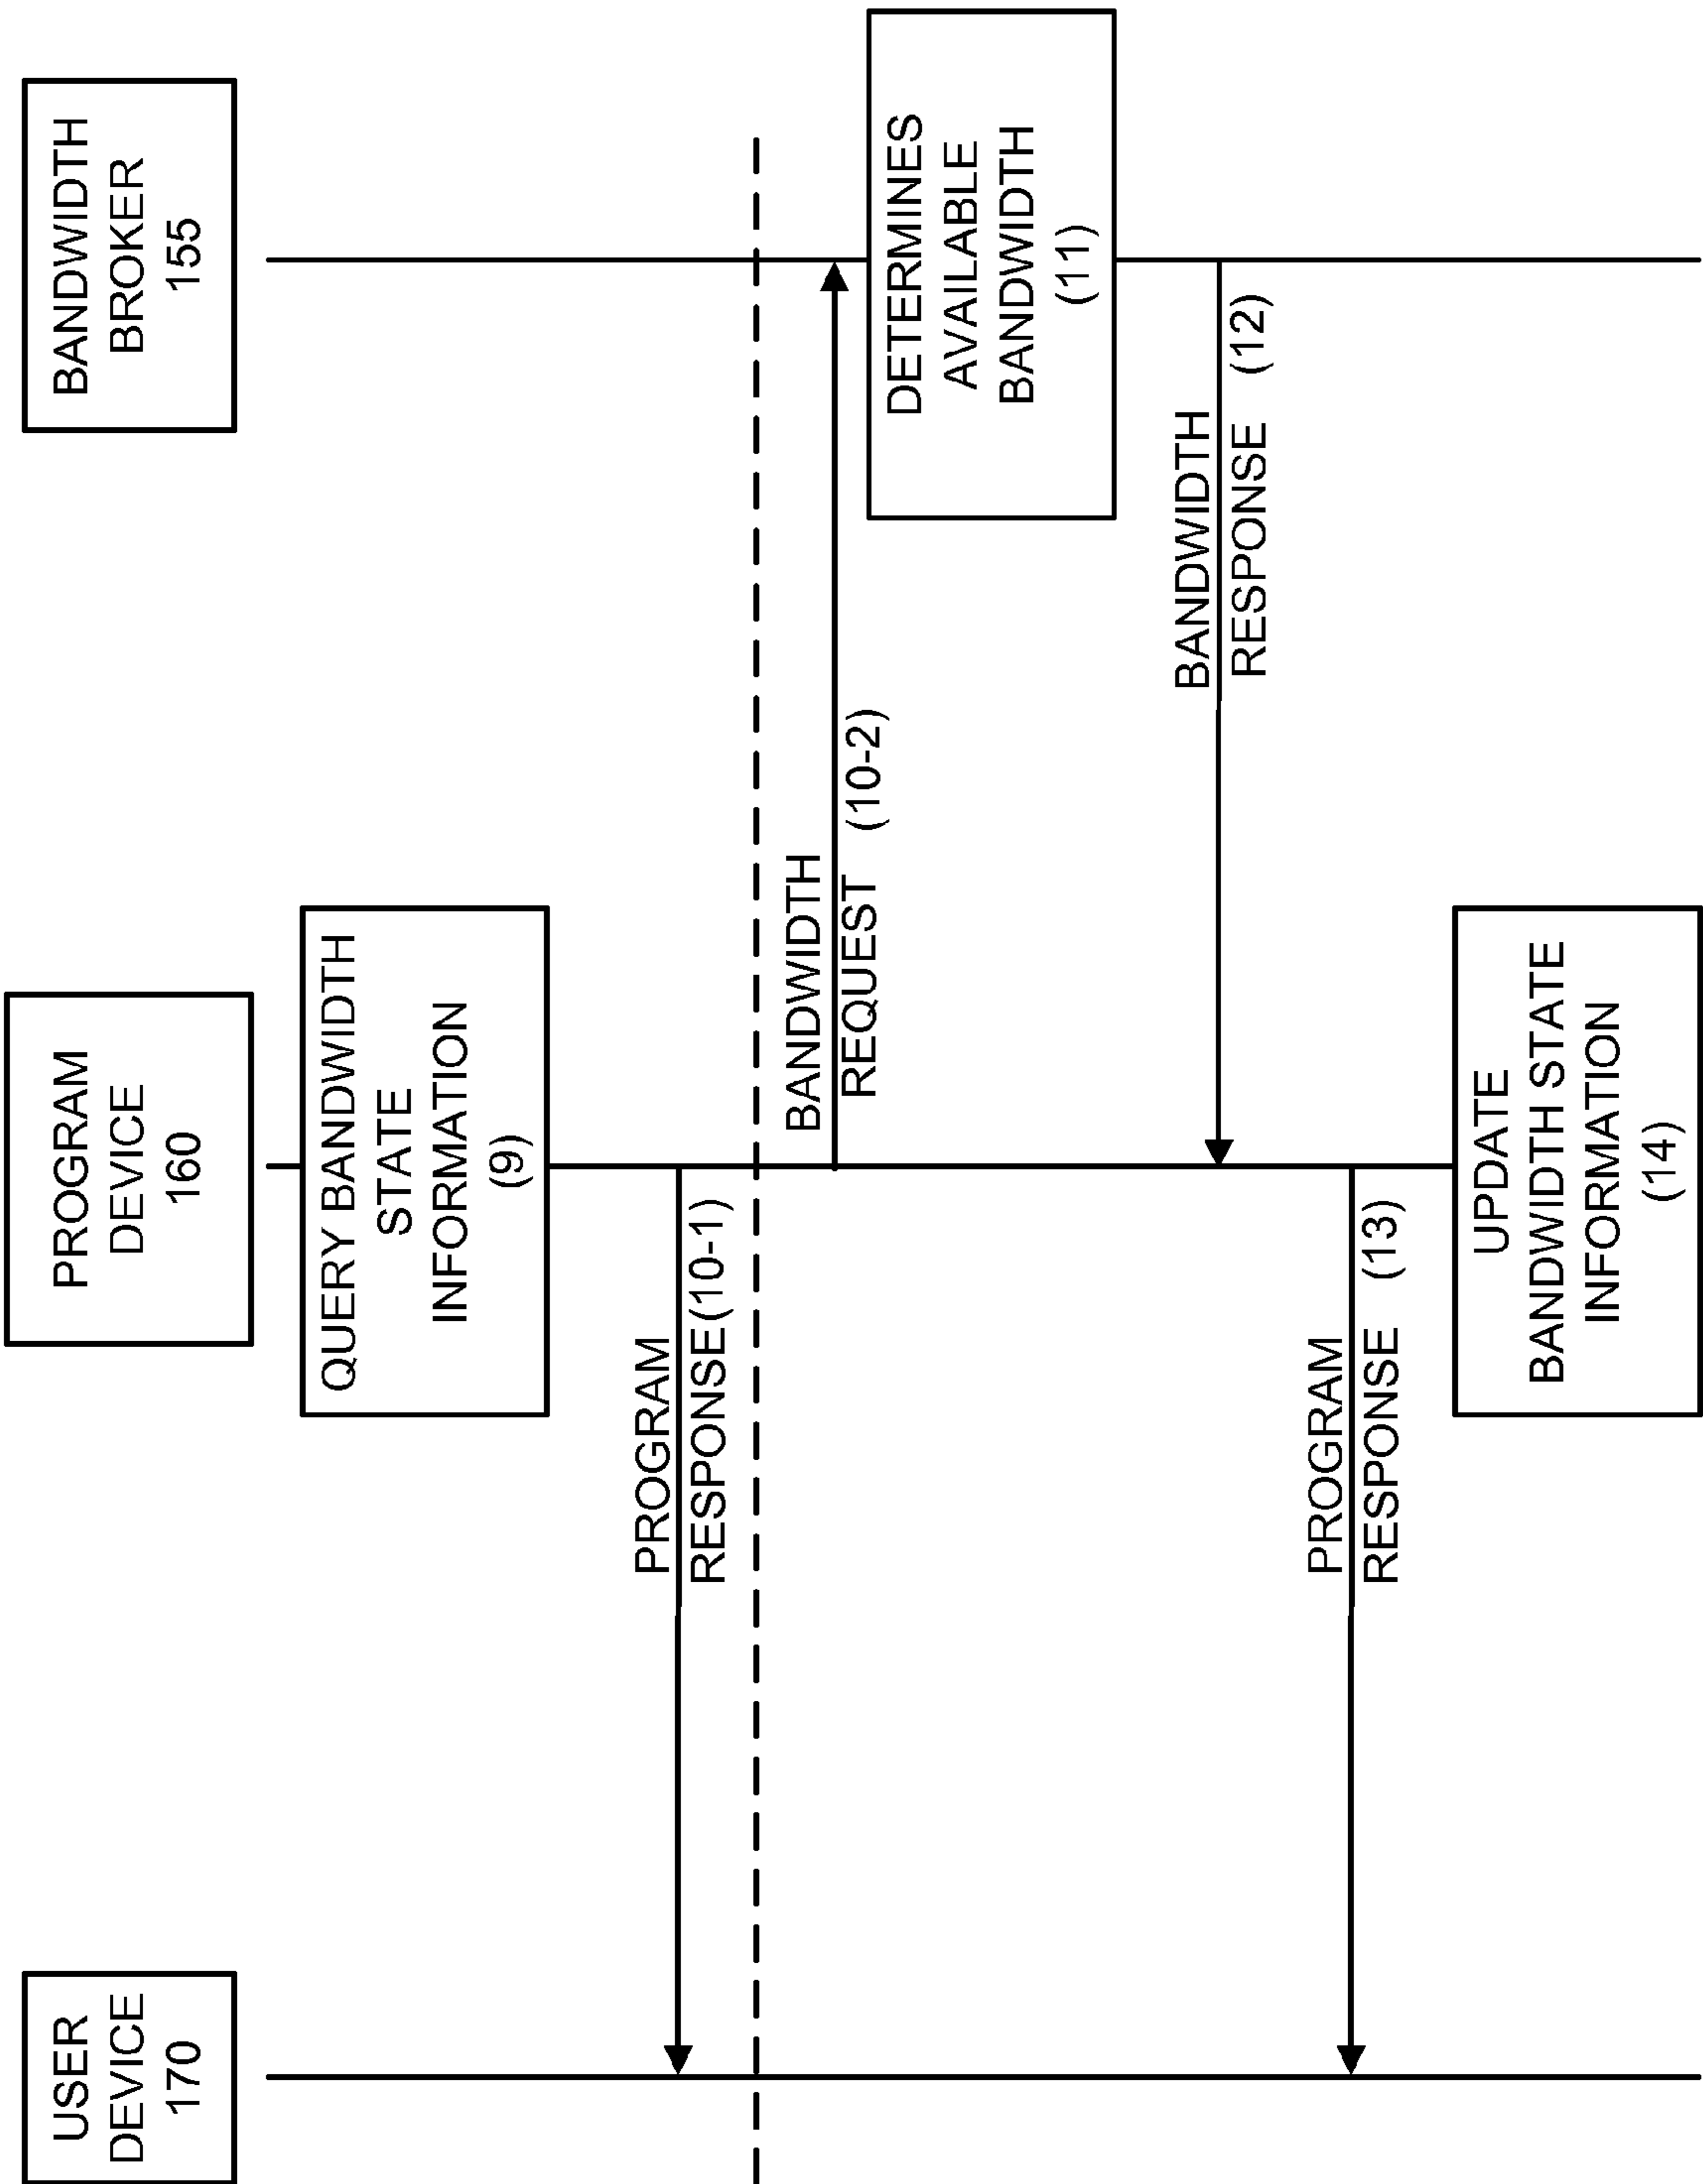 USER
DEVICE
170
PROGRAM
DEVICE
160
BANDWIDTH
BROKER
155
QUERY BANDWIDTH
STATE
INFORMATION
(9)
PROGRAM
RESPONSE (10-1)
BANDWIDTH
REQUEST (10-2)
DETERMINES
AVAILABLE
BANDWIDTH
(11)
BANDWIDTH
RESPONSE (12)
PROGRAM
RESPONSE (13)
UPDATE
BANDWIDTH STATE
INFORMATION
(14)